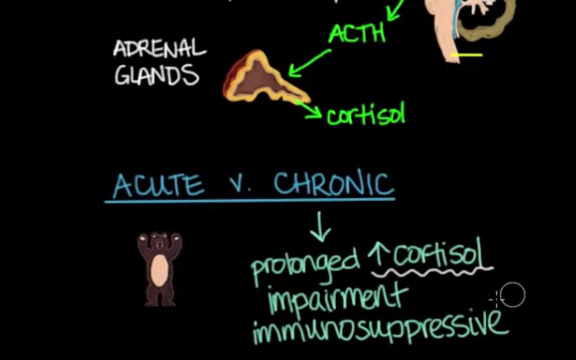 ACTH
ADRENAL
GLANDS
cortisol
ACUTE v. CHRONIC
prolonged ↑cortisol
impairment
immunosuppressive